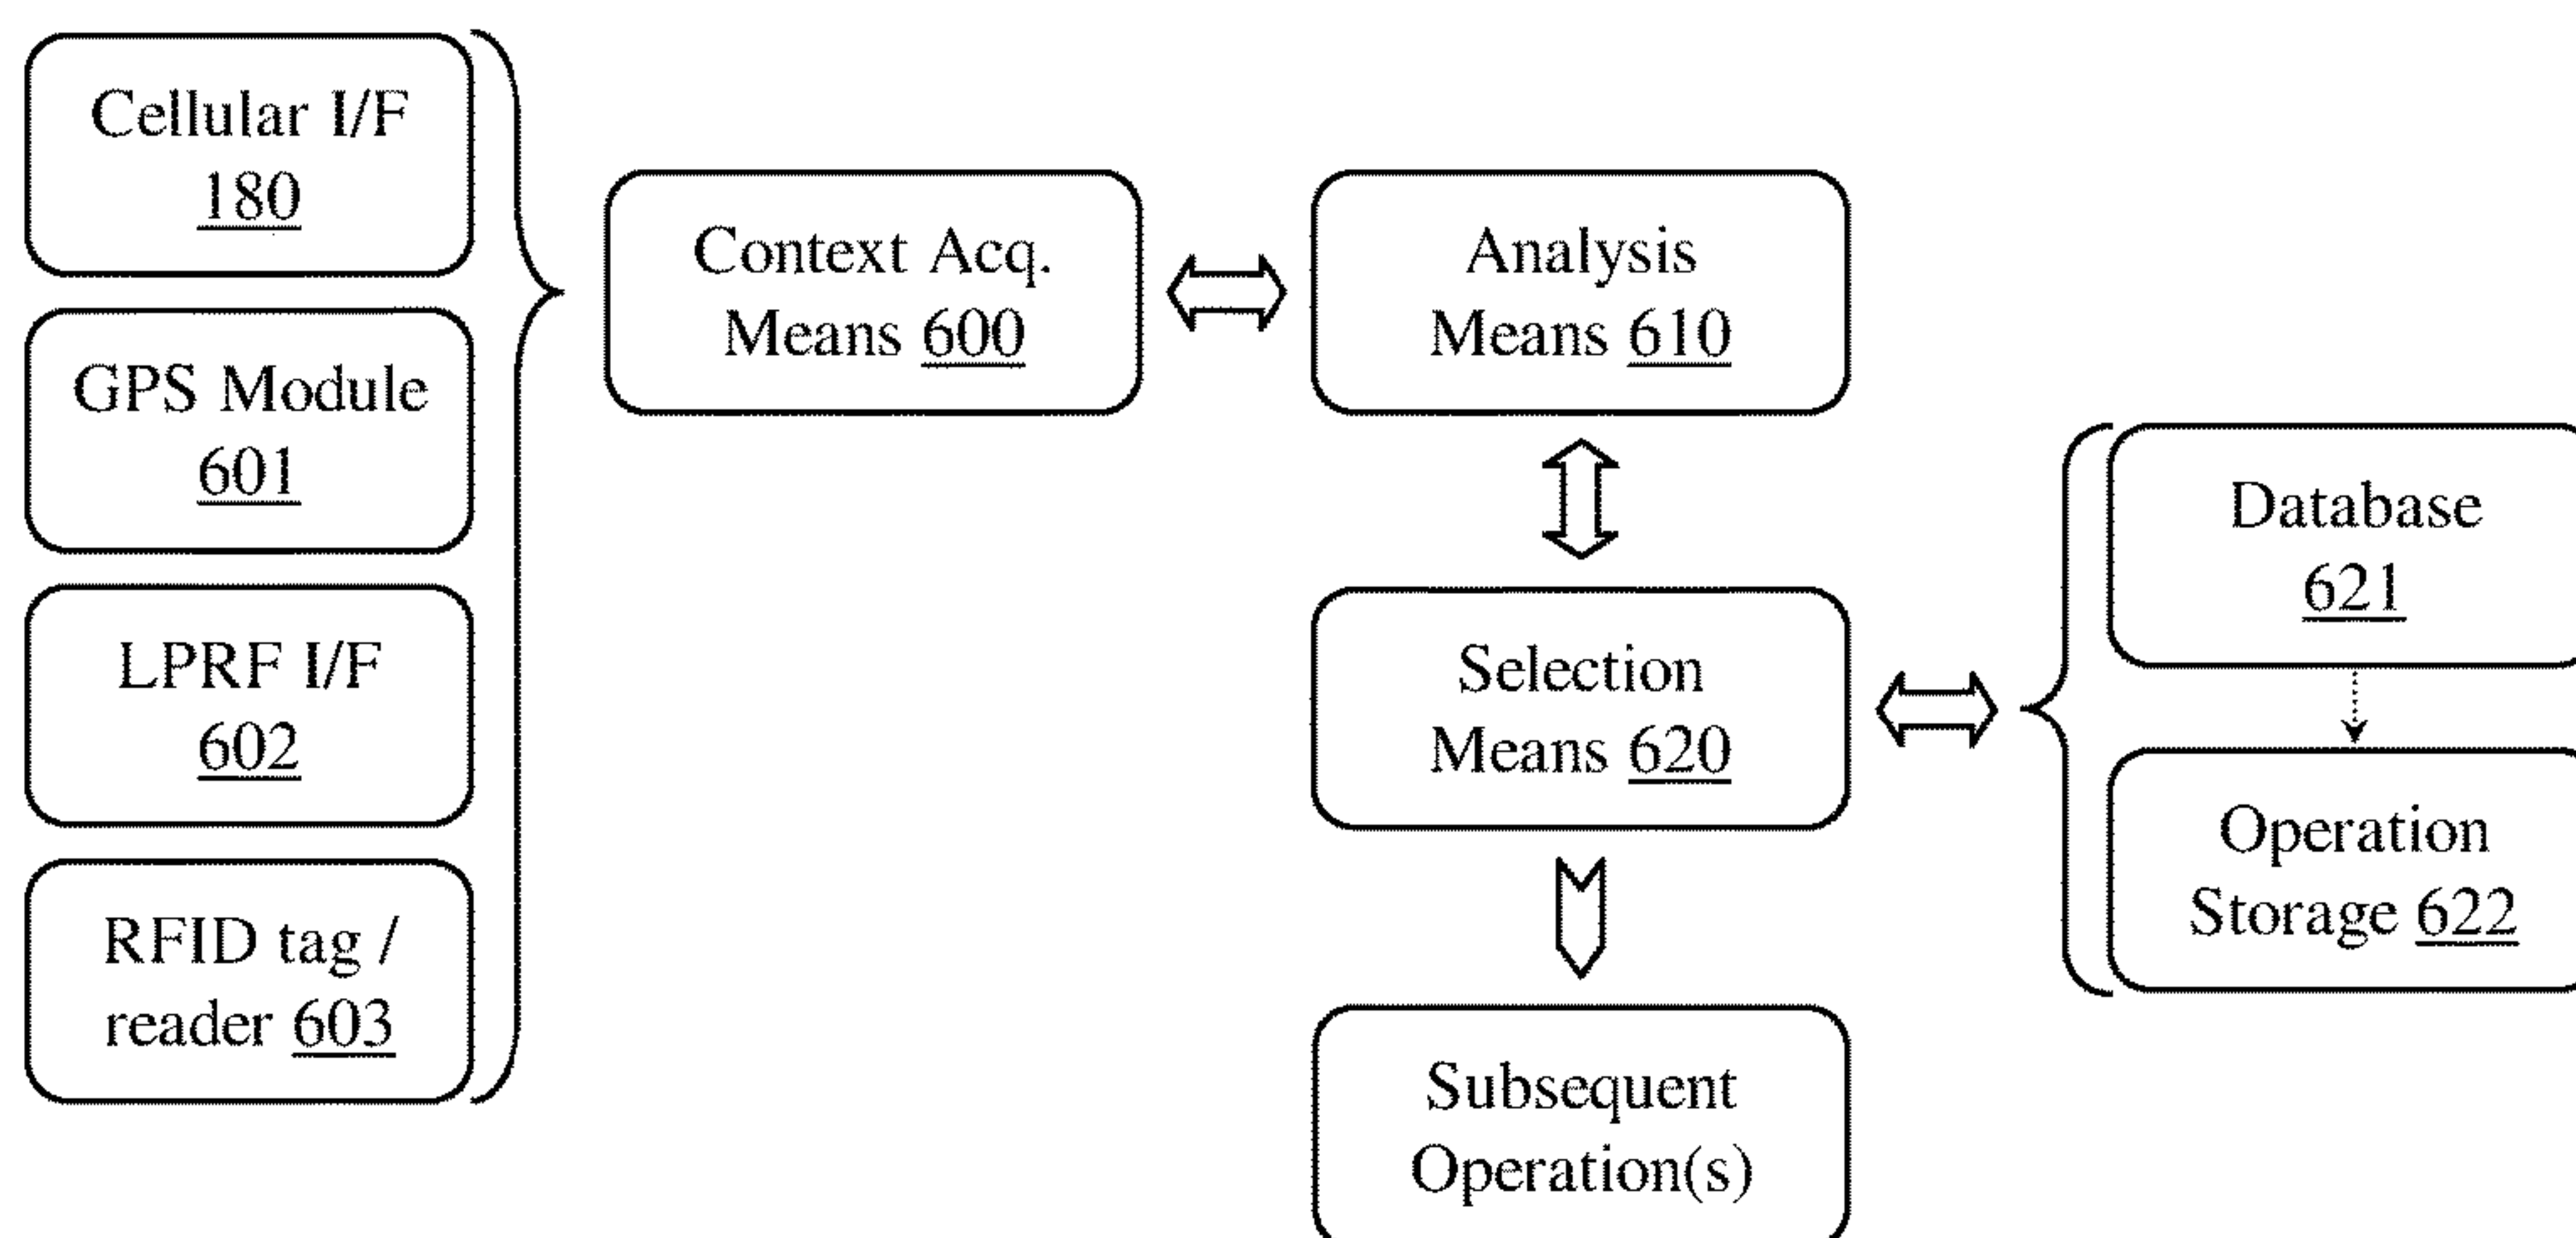 Cellular I/F
180
GPS Module
601
LPRF I/F
602
RFID tag /
reader 603
Context Acq.
Means 600
Analysis
Means 610
Selection
Means 620
Subsequent
Operation(s)
Database
621
Operation
Storage 622